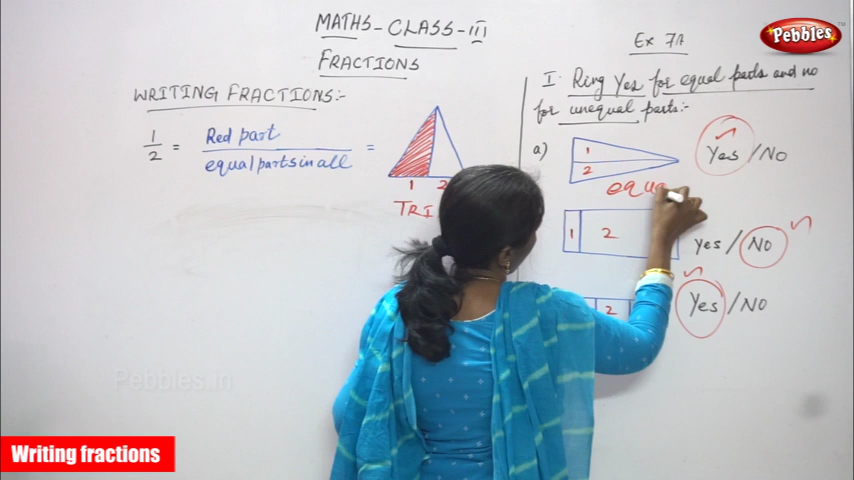 MATHS-CLASS-III
FRACTIONS
Pebbles
Ex 7A
WRITING FRACTIONS:-
1/2 = Red part / equal parts in all =
1 2
TRI
I. Ring Yes for equal parts and no
for unequal parts:-
a) 1
2
Yes/NO
equa
1 2
yes/NO
2
Yes/NO
Pebbles.in
Writing fractions